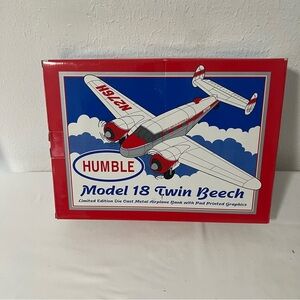 N276H
HUMBLE
Model 18 Twin Beech
Limited Edition Die Cast Metal Airplane Bank with Pad Printed Graphics